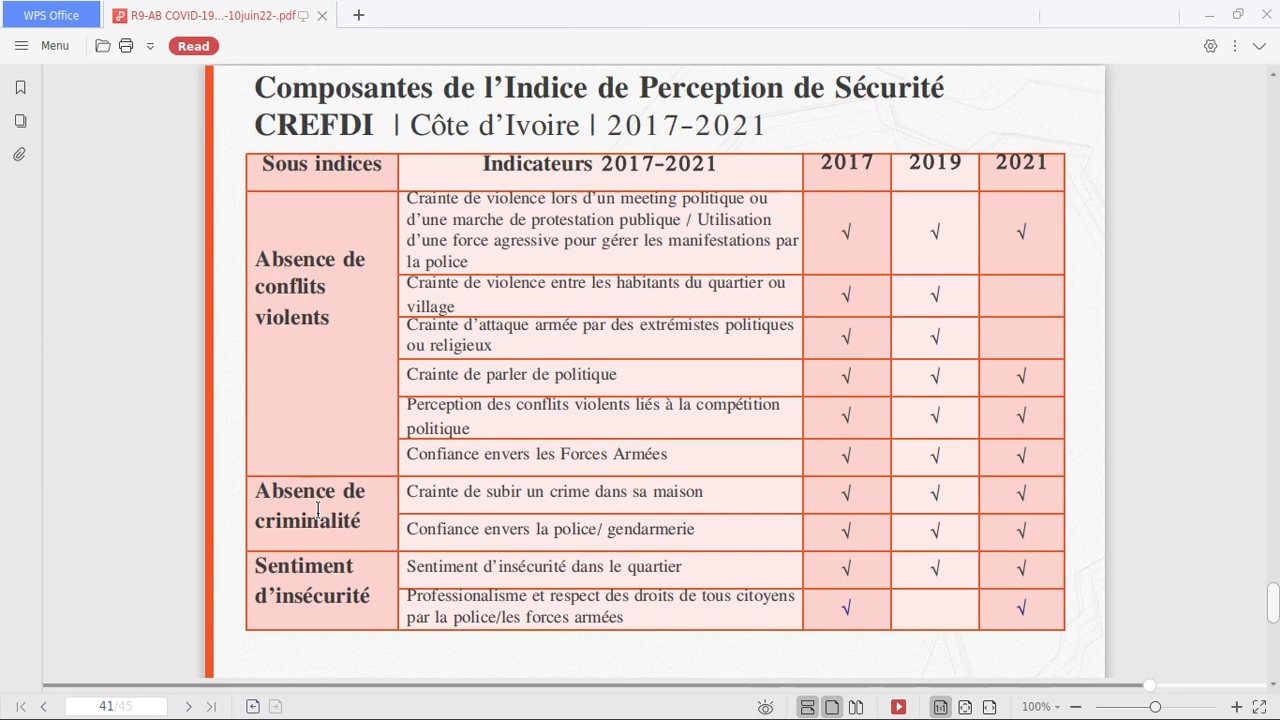 WPS Office
R9-AB COVID-19...-10juin22-.pdf
Menu
Read
Composantes de l'Indice de Perception de Sécurité
CREFDI | Côte d'Ivoire | 2017-2021
Sous indices Indicateurs 2017-2021 2017 2019 2021
Absence de
conflits
violents
Crainte de violence lors d'un meeting politique ou
d'une marche de protestation publique / Utilisation
d'une force agressive pour gérer les manifestations par
la police
√ √ √
Crainte de violence entre les habitants du quartier ou
village
√ √
Crainte d'attaque armée par des extrémistes politiques
ou religieux
√ √
Crainte de parler de politique √ √ √
Perception des conflits violents liés à la compétition
politique
√ √ √
Confiance envers les Forces Armées √ √ √
Absence de
criminalité
Crainte de subir un crime dans sa maison √ √ √
Confiance envers la police/ gendarmerie √ √ √
Sentiment
d'insécurité
Sentiment d'insécurité dans le quartier √ √ √
Professionalisme et respect des droits de tous citoyens
par la police/les forces armées
√ √
41/45
100%